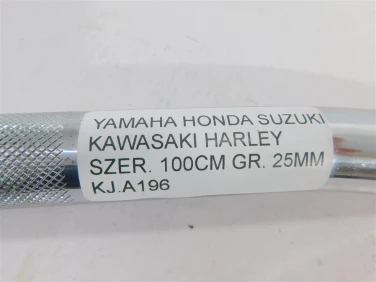 YAMAHA HONDA SUZUKI
KAWASAKI HARLEY
SZER. 100CM GR. 25MM
KJ.A196